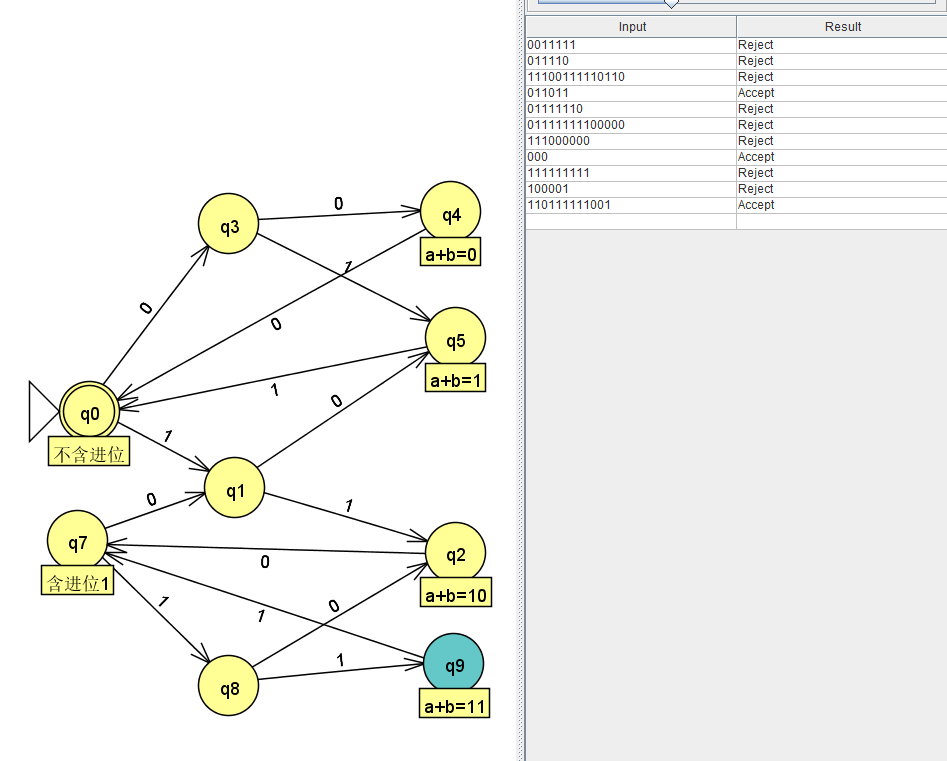 Input Result
0011111 Reject
011110 Reject
11100111110110 Reject
011011 Accept
01111110 Reject
01111111100000 Reject
111000000 Reject
000 Accept
111111111 Reject
100001 Reject
110111111001 Accept
0
q4
q3
a+b=0
1
0
0
q5
1
a+b=1
0
q0
1
不含进位
q1
0
1
q7
q2
0
含进位1
a+b=10
1
0
1
1
q9
q8
a+b=11